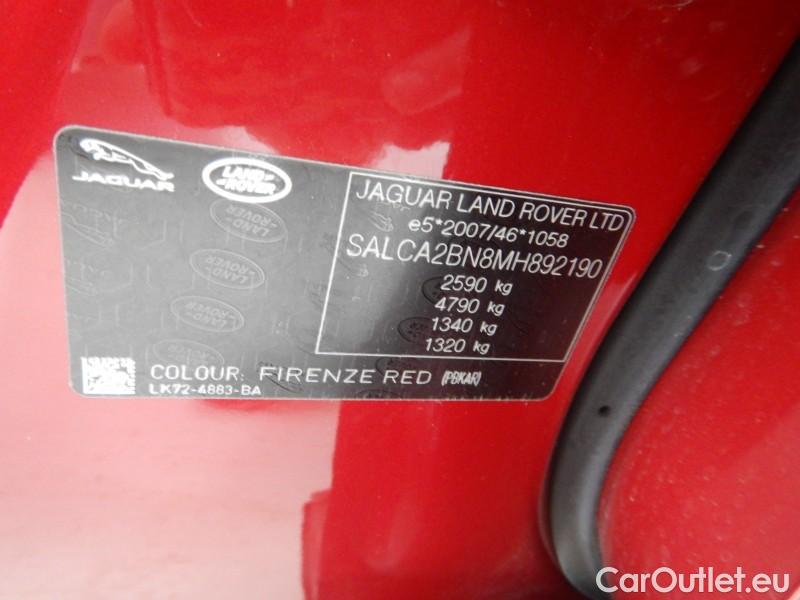 JAGUAR
LAND
ROVER
JAGUAR LAND ROVER LTD
e5*2007/46*1058
SALCA2BN8MH892190
2590 kg
4790 kg
1340 kg
1320 kg
COLOUR: FIRENZE RED (PBKAR)
LK72-4883-BA
CarOutlet.eu